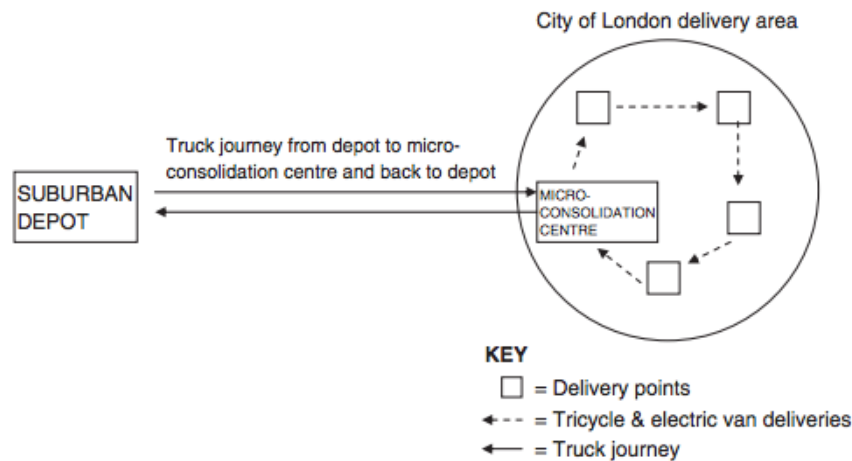 City of London delivery area
Truck journey from depot to micro-
consolidation centre and back to depot
SUBURBAN
DEPOT
MICRO-
CONSOLIDATION
CENTRE
KEY
= Delivery points
= Tricycle & electric van deliveries
= Truck journey